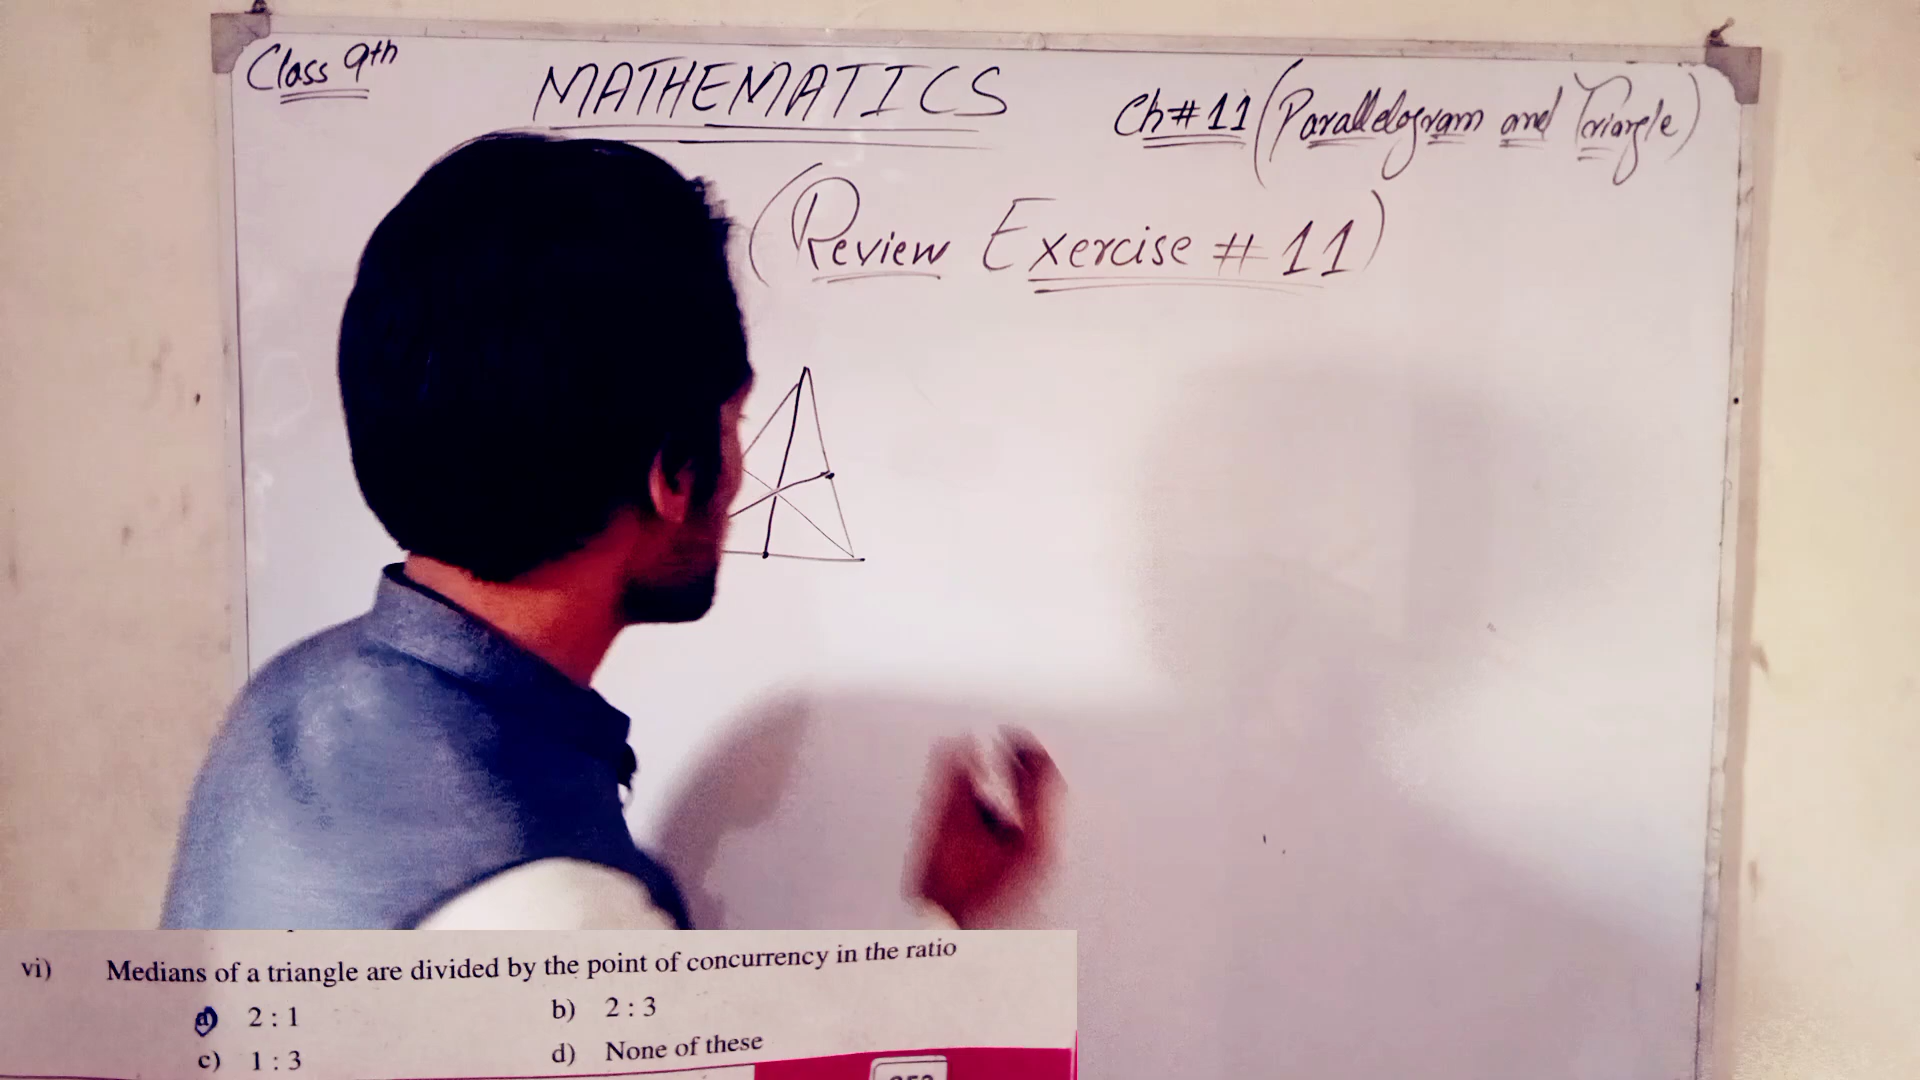 Class 9th
MATHEMATICS
Ch# 11 (Parallelogram and Triangle)
(Review Exercise # 11)
vi) Medians of a triangle are divided by the point of concurrency in the ratio
a) 2 : 1 b) 2 : 3
c) 1 : 3 d) None of these